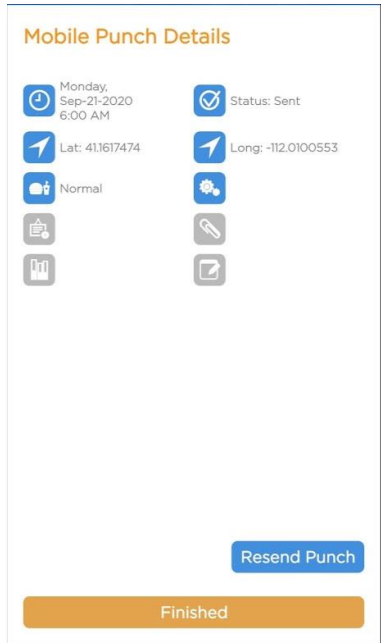 Mobile Punch Details
Monday,
Sep-21-2020
6:00 AM
Status: Sent
Lat: 41.1617474
Long: -112.0100553
Normal
Resend Punch
Finished